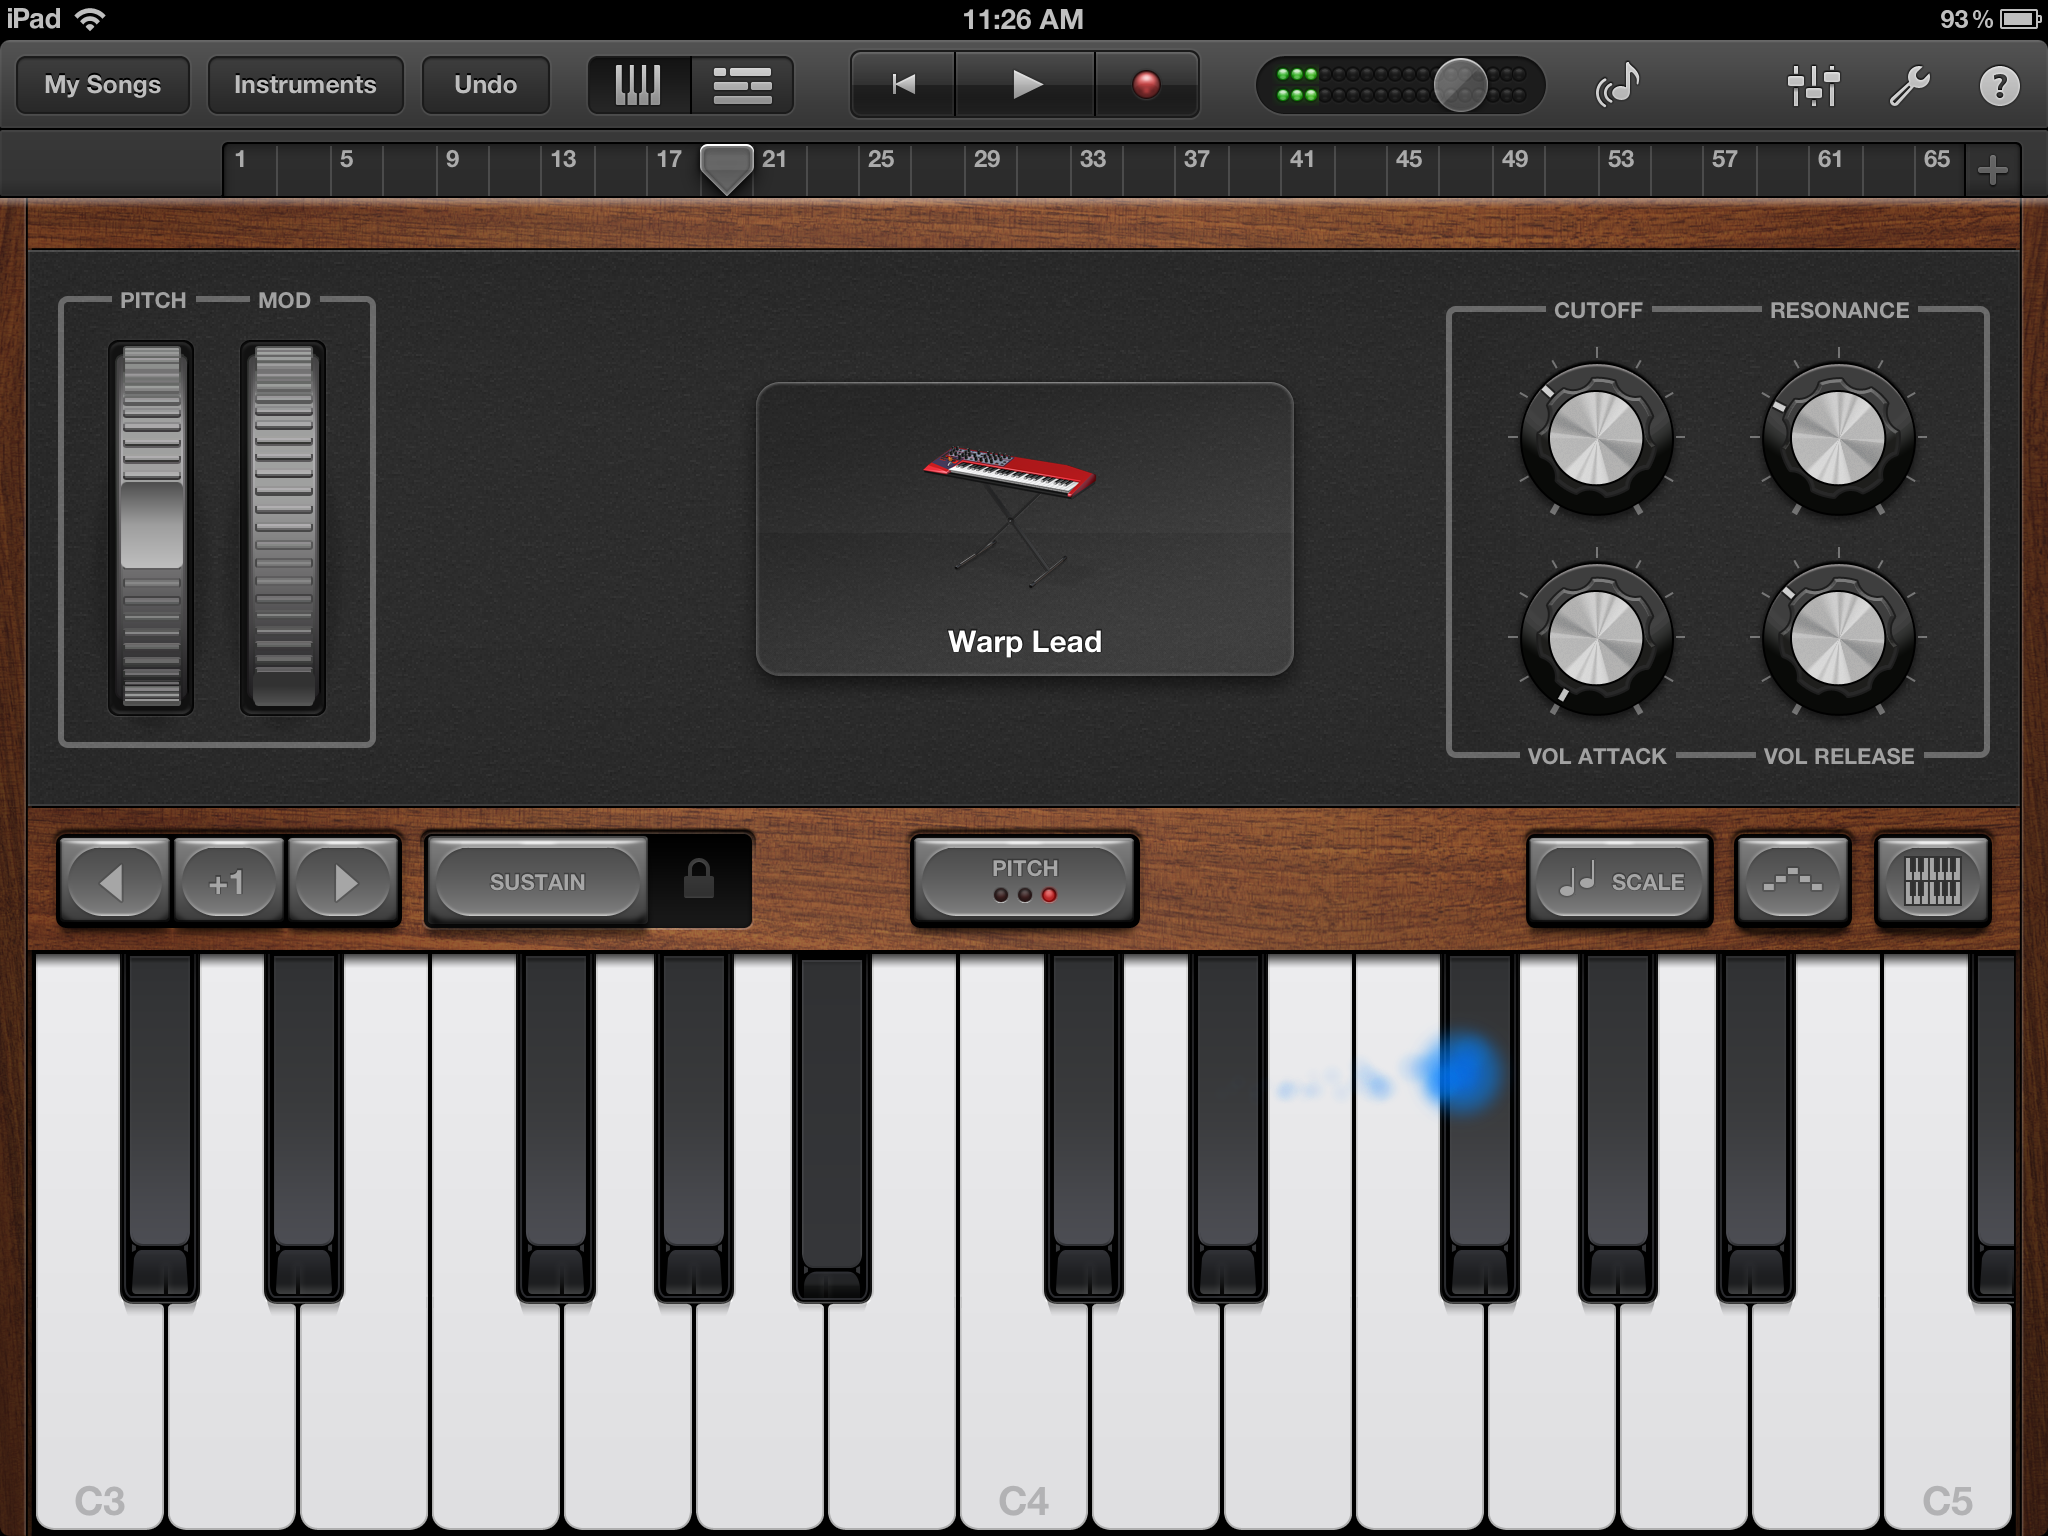 iPad 11:26 AM 93%
My Songs Instruments Undo ?
1 5 9 13 17 21 25 29 33 37 41 45 49 53 57 61 65 +
PITCH MOD
CUTOFF RESONANCE
Warp Lead
VOL ATTACK VOL RELEASE
+1 SUSTAIN PITCH SCALE
C3 C4 C5